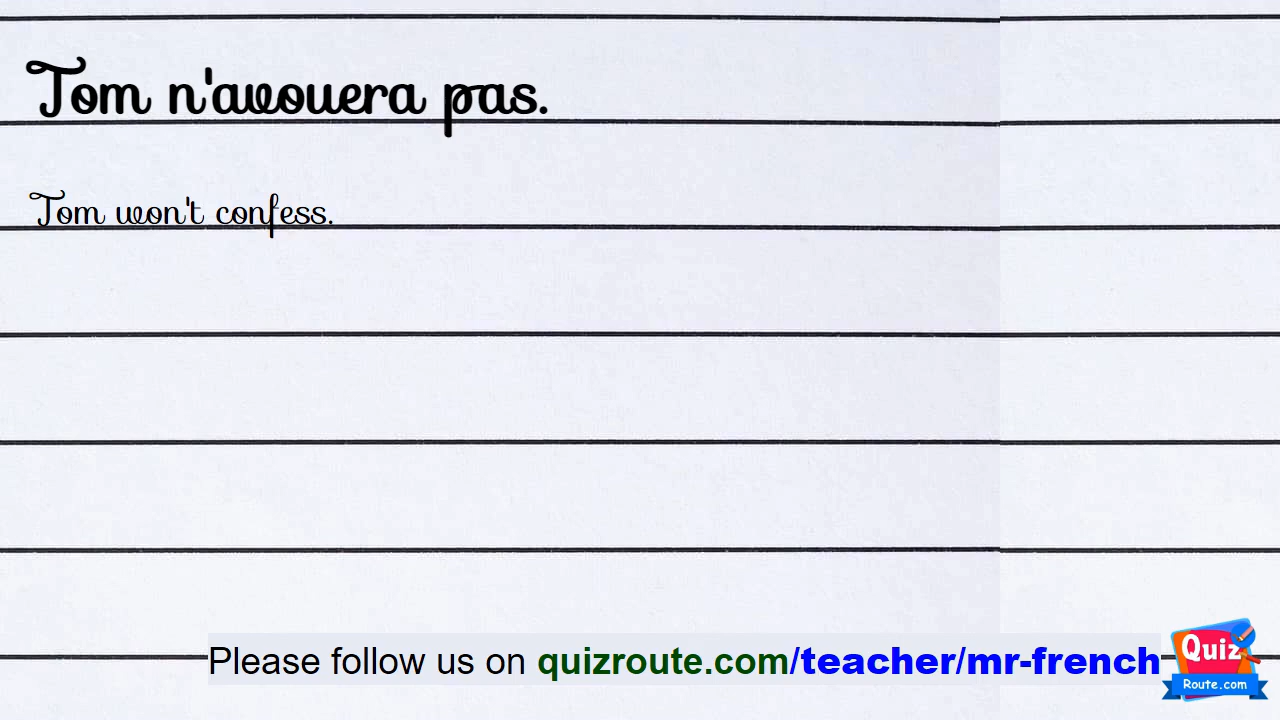 Tom n'avouera pas.
Tom won't confess.
Please follow us on quizroute.com/teacher/mr-french
Quiz
Route.com